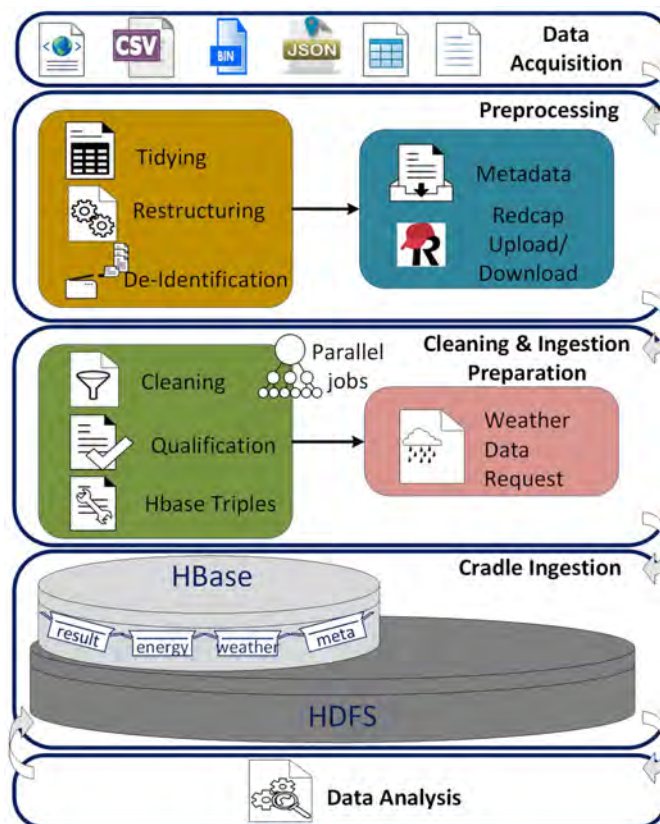 CSV
BIN
JSON
Data
Acquisition
Preprocessing
Tidying
Restructuring
De-Identification
Metadata
R
Redcap
Upload/
Download
Cleaning & Ingestion
Preparation
Parallel
jobs
Cleaning
Qualification
Hbase Triples
Weather
Data
Request
Cradle Ingestion
HBase
result
energy
weather
meta
HDFS
Data Analysis